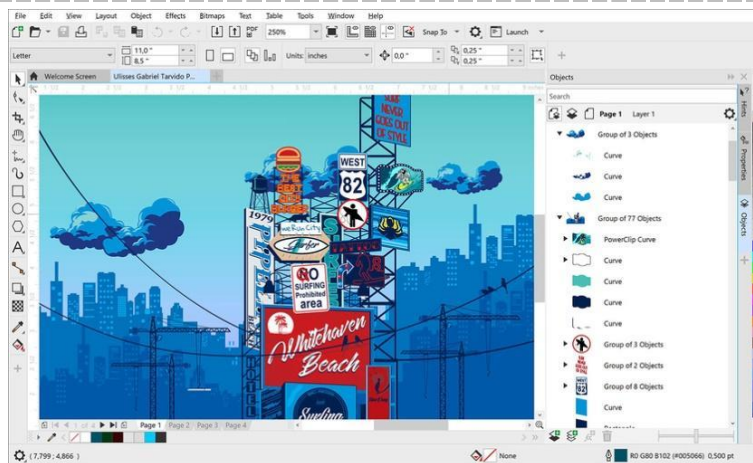 File Edit View Layout Object Effects Bitmaps Text Table Tools Window Help
PDF 250% Snap To Launch
Letter 11,0 " 8,5 " Units: inches 0,0 " 0,25 " 0,25 "
Welcome Screen Ulisses Gabriel Tarvido P...
Objects
Search
Page 1 Layer 1
Group of 3 Objects
Curve
Curve
Curve
Group of 77 Objects
PowerClip Curve
Curve
Curve
Curve
Curve
Group of 3 Objects
Group of 2 Objects
Group of 8 Objects
Curve
Hints
Properties
Objects
SURF
NEVER
GOES OUT
OF STYLE
WEST
82
THE
BEST
1979
Surfer
NO
SURFING
Prohibited
area
Whitehaven
Beach
Surfing
Page 1 Page 2 Page 3 Page 4
( 7,799 ; 4,866 ) None R0 G80 B102 (#005066) 0,500 pt